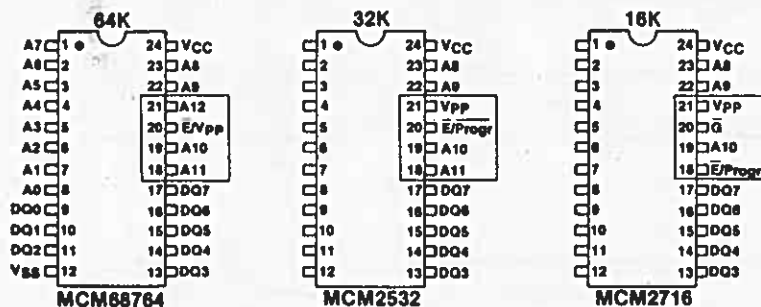 64K
A7 1 24 VCC
A6 2 23 A8
A5 3 22 A9
A4 4 21 A12
A3 5 20 E̅/Vpp
A2 6 19 A10
A1 7 18 A11
A0 8 17 DQ7
DQ0 9 16 DQ6
DQ1 10 15 DQ5
DQ2 11 14 DQ4
VSS 12 13 DQ3
MCM68764
32K
1 24 VCC
2 23 A8
3 22 A9
4 21 Vpp
5 20 E̅/P̅r̅o̅g̅r̅
6 19 A10
7 18 A11
8 17 DQ7
9 16 DQ6
10 15 DQ5
11 14 DQ4
12 13 DQ3
MCM2532
16K
1 24 VCC
2 23 A8
3 22 A9
4 21 Vpp
5 20 G̅
6 19 A10
7 18 E̅/Progr
8 17 DQ7
9 16 DQ6
10 15 DQ5
11 14 DQ4
12 13 DQ3
MCM2716